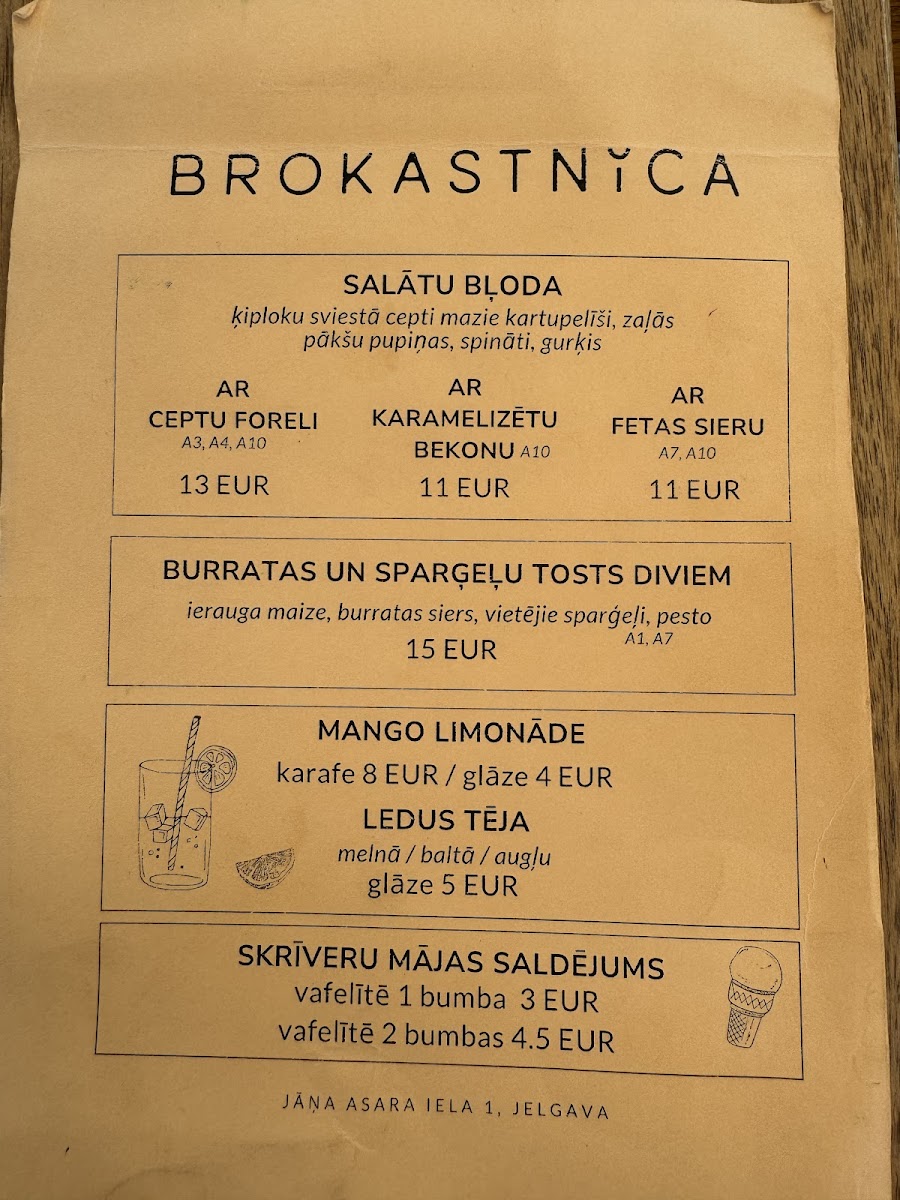 BROKASTNĪCA
SALĀTU BĻODA
ķiploku sviestā cepti mazie kartupelīši, zaļās
pākšu pupiņas, spināti, gurķis
AR
CEPTU FORELI
A3, A4, A10
13 EUR
AR
KARAMELIZĒTU
BEKONU A10
11 EUR
AR
FETAS SIERU
A7, A10
11 EUR
BURRATAS UN SPARĢEĻU TOSTS DIVIEM
ierauga maize, burratas siers, vietējie sparģeļi, pesto
A1, A7
15 EUR
MANGO LIMONĀDE
karafe 8 EUR / glāze 4 EUR
LEDUS TĒJA
melnā / baltā / augļu
glāze 5 EUR
SKRĪVERU MĀJAS SALDĒJUMS
vafelītē 1 bumba 3 EUR
vafelītē 2 bumbas 4.5 EUR
JĀŅA ASARA IELA 1, JELGAVA